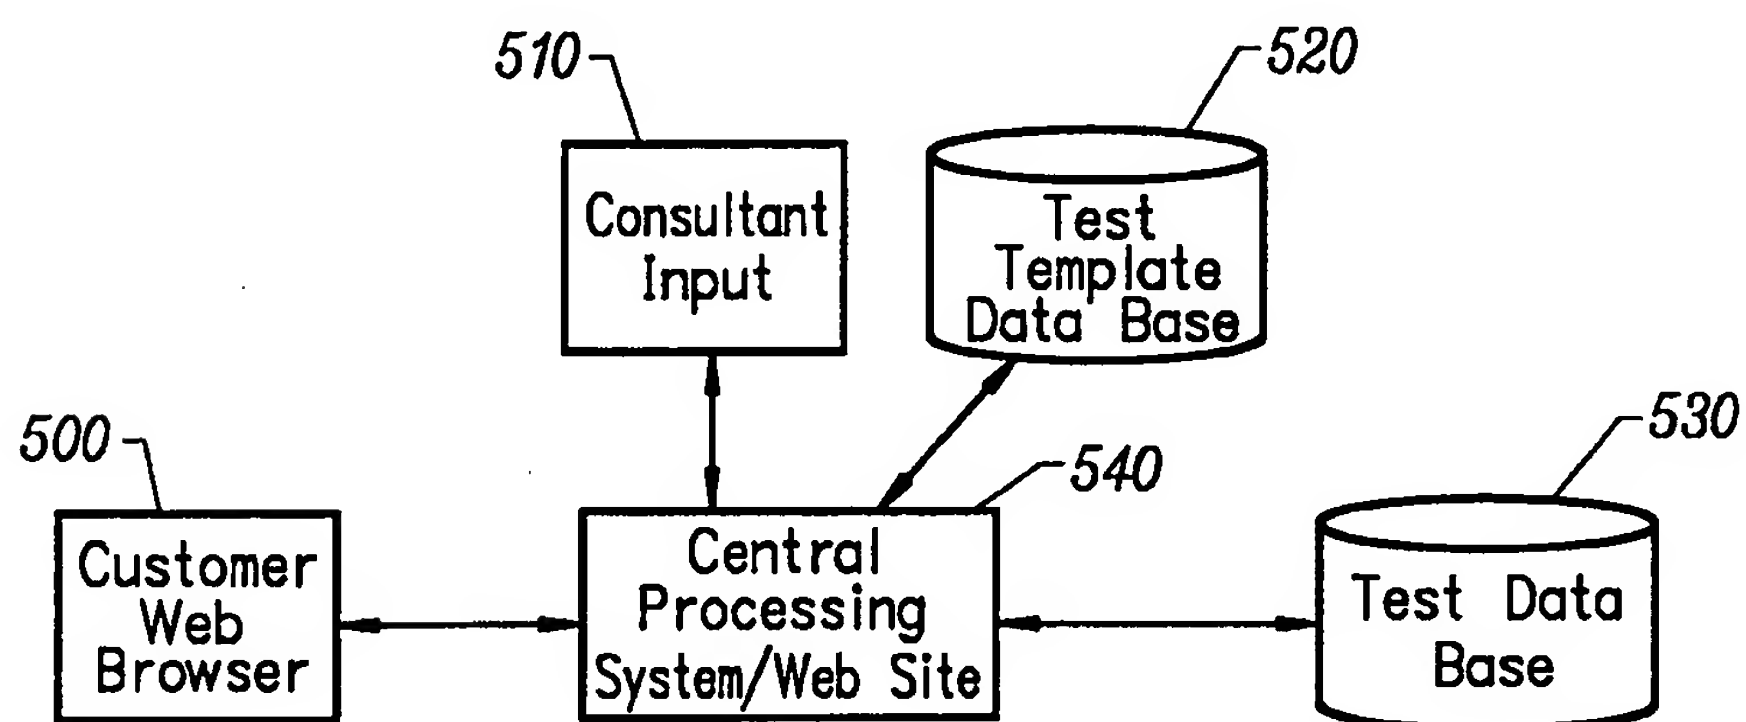 510
520
Consultant
Input
Test
Template
Data Base
500
540
530
Customer
Web
Browser
Central
Processing
System/Web Site
Test Data
Base